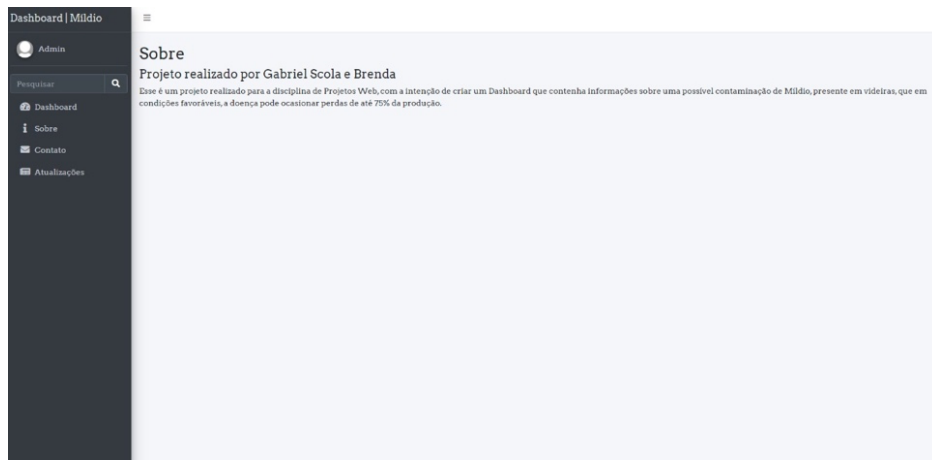 Dashboard | Míldio
Admin
Pesquisar
Dashboard
Sobre
Contato
Atualizações
Sobre
Projeto realizado por Gabriel Scola e Brenda
Esse é um projeto realizado para a disciplina de Projetos Web, com a intenção de criar um Dashboard que contenha informações sobre uma possível contaminação de Míldio, presente em videiras, que em
condições favoráveis, a doença pode ocasionar perdas de até 75% da produção.